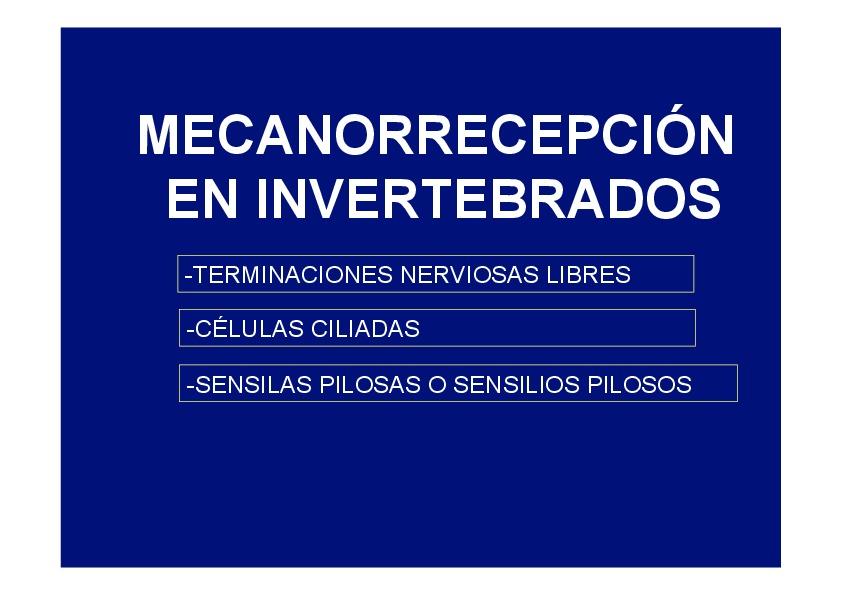 MECANORRECEPCIÓN
EN INVERTEBRADOS
-TERMINACIONES NERVIOSAS LIBRES
-CÉLULAS CILIADAS
-SENSILAS PILOSAS O SENSILIOS PILOSOS